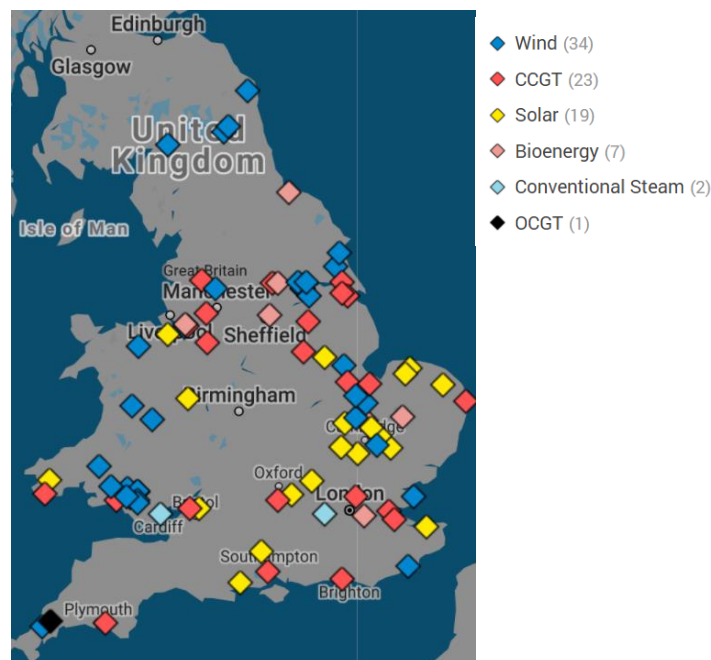 Edinburgh
Glasgow
United
Kingdom
Isle of Man
Great Britain
Manchester
Liverpool
Sheffield
Birmingham
Cambridge
Oxford
London
Bristol
Cardiff
Southampton
Brighton
Plymouth
Wind (34)
CCGT (23)
Solar (19)
Bioenergy (7)
Conventional Steam (2)
OCGT (1)